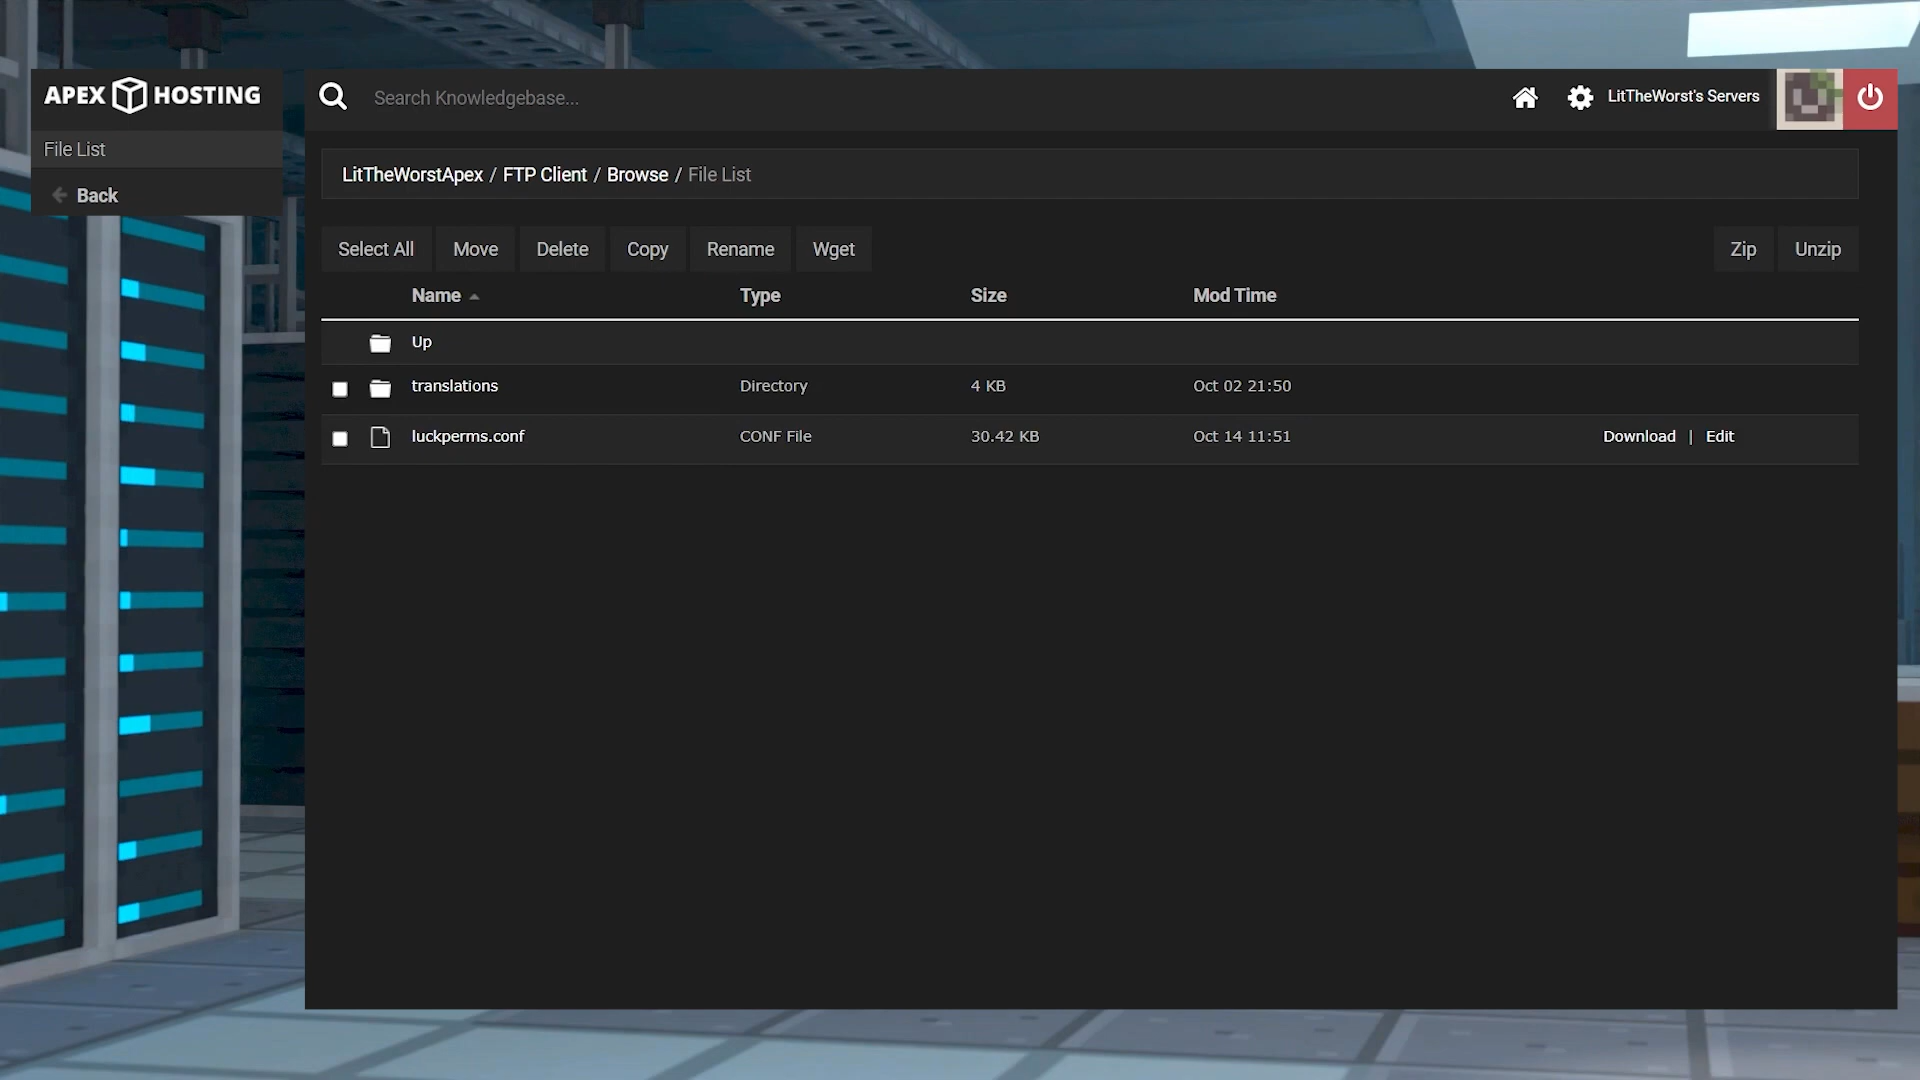 APEX HOSTING
Search Knowledgebase...
LitTheWorst's Servers
File List
Back
LitTheWorstApex / FTP Client / Browse / File List
Select All Move Delete Copy Rename Wget Zip Unzip
Name Type Size Mod Time
Up
translations Directory 4 KB Oct 02 21:50
luckperms.conf CONF File 30.42 KB Oct 14 11:51 Download | Edit